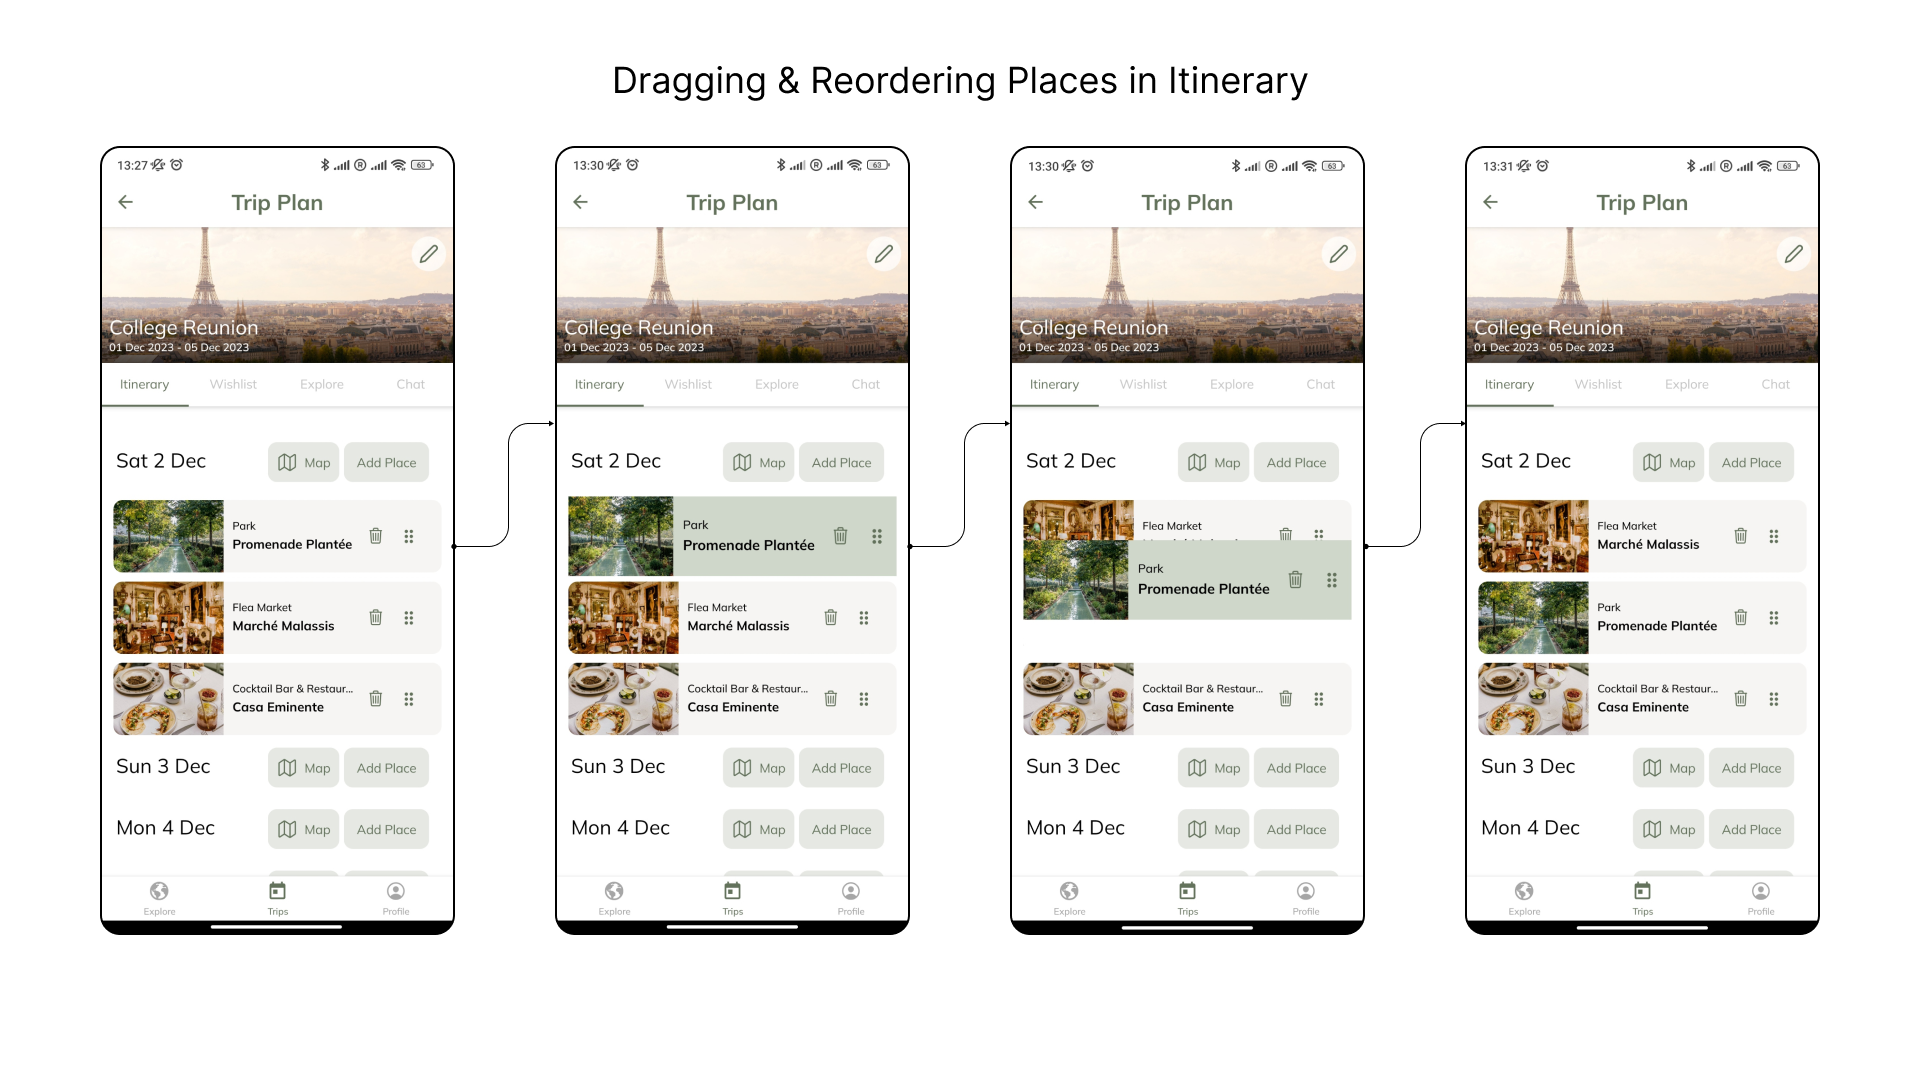 Dragging & Reordering Places in Itinerary
13:27
R
63
Trip Plan
College Reunion
01 Dec 2023 - 05 Dec 2023
Itinerary Wishlist Explore Chat
Sat 2 Dec Map Add Place
Park
Promenade Plantée
Flea Market
Marché Malassis
Cocktail Bar & Restaur...
Casa Eminente
Sun 3 Dec Map Add Place
Mon 4 Dec Map Add Place
Explore Trips Profile
13:30
R
63
Trip Plan
College Reunion
01 Dec 2023 - 05 Dec 2023
Itinerary Wishlist Explore Chat
Sat 2 Dec Map Add Place
Park
Promenade Plantée
Flea Market
Marché Malassis
Cocktail Bar & Restaur...
Casa Eminente
Sun 3 Dec Map Add Place
Mon 4 Dec Map Add Place
Explore Trips Profile
13:30
R
63
Trip Plan
College Reunion
01 Dec 2023 - 05 Dec 2023
Itinerary Wishlist Explore Chat
Sat 2 Dec Map Add Place
Flea Market
Park
Promenade Plantée
Cocktail Bar & Restaur...
Casa Eminente
Sun 3 Dec Map Add Place
Mon 4 Dec Map Add Place
Explore Trips Profile
13:31
R
63
Trip Plan
College Reunion
01 Dec 2023 - 05 Dec 2023
Itinerary Wishlist Explore Chat
Sat 2 Dec Map Add Place
Flea Market
Marché Malassis
Park
Promenade Plantée
Cocktail Bar & Restaur...
Casa Eminente
Sun 3 Dec Map Add Place
Mon 4 Dec Map Add Place
Explore Trips Profile